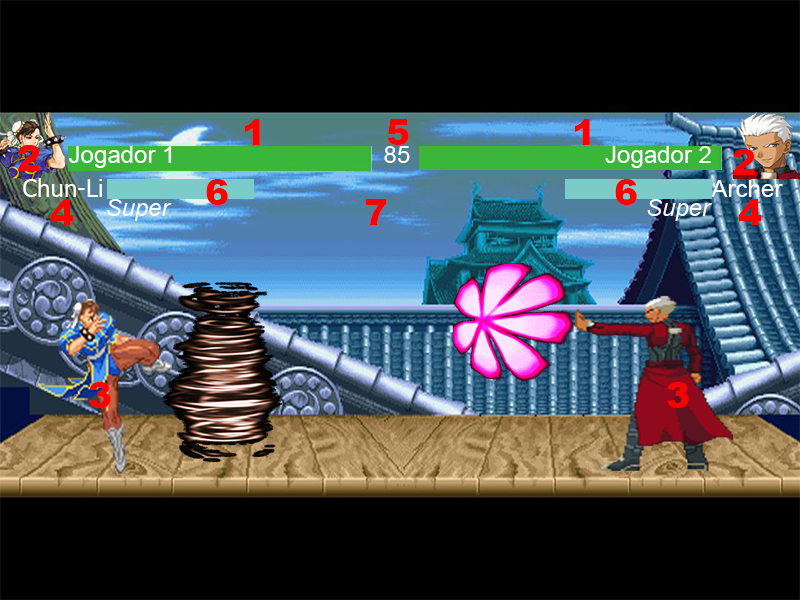 1 5 1
2 Jogador 1 85 Jogador 2 2
Chun-Li 6 6 Archer
4 Super 7 Super 4
3 3